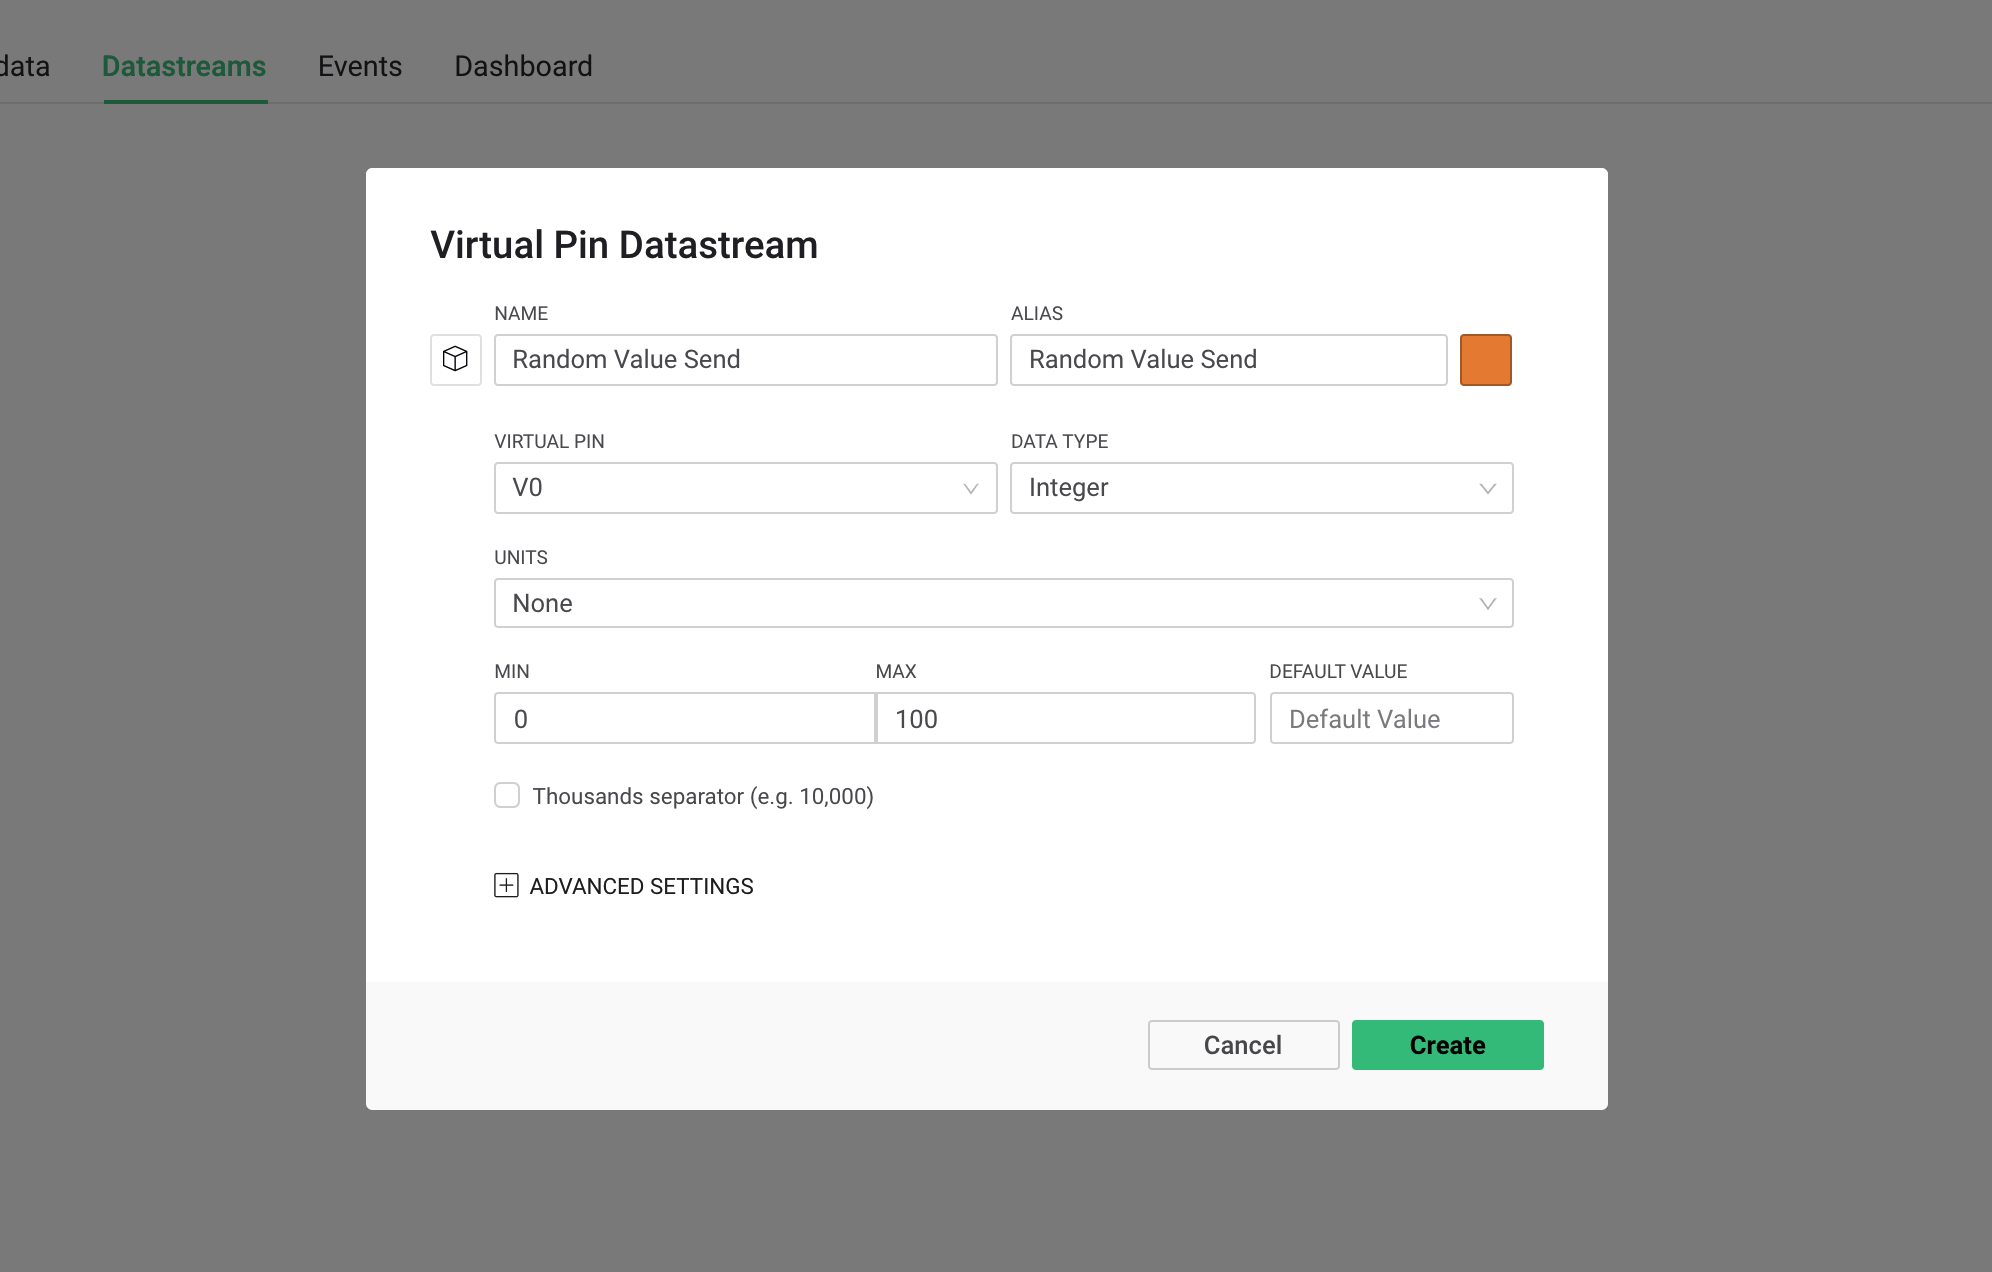 data Datastreams Events Dashboard
Virtual Pin Datastream
NAME ALIAS
Random Value Send Random Value Send
VIRTUAL PIN DATA TYPE
V0 Integer
UNITS
None
MIN MAX DEFAULT VALUE
0 100 Default Value
Thousands separator (e.g. 10,000)
ADVANCED SETTINGS
Cancel Create